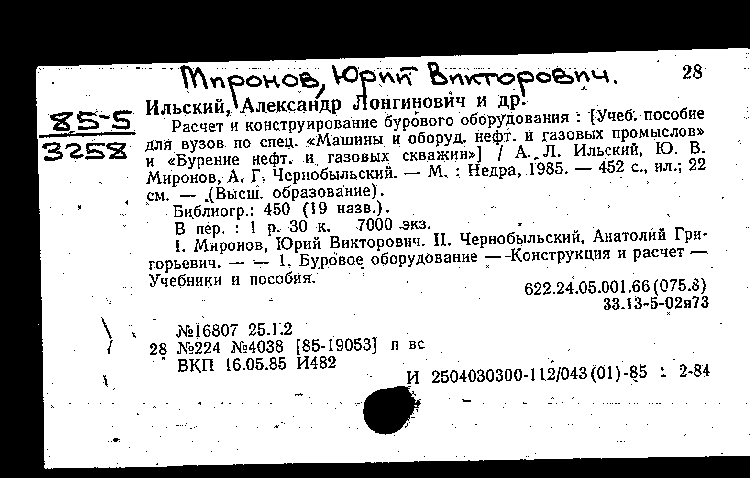 Миронов, Юрий Викторович.
28
85-5
3258
Ильский, Александр Лонгинович и др.
Расчет и конструирование бурового оборудования : [Учеб. пособие
для вузов по спец. «Машины и оборуд. нефт. и газовых промыслов»
и «Бурение нефт. и газовых скважин»] / А. Л. Ильский, Ю. В.
Миронов, А. Г. Чернобыльский. — М. : Недра, 1985. — 452 с., ил.; 22
см. — (Высш. образование).
Библиогр.: 450 (19 назв.).
В пер. : 1 р. 30 к. 7000 экз.
I. Миронов, Юрий Викторович. II. Чернобыльский, Анатолий Гри-
горьевич. — — 1. Буровое оборудование — Конструкция и расчет —
Учебники и пособия.
622.24.05.001.66(075.8)
33.13-5-02я73
№16807 25.1.2
28 №224 №4038 [85-19053] п вс
ВКП 16.05.85 И482
И 2504030300-112/043(01)-85 : 2-84